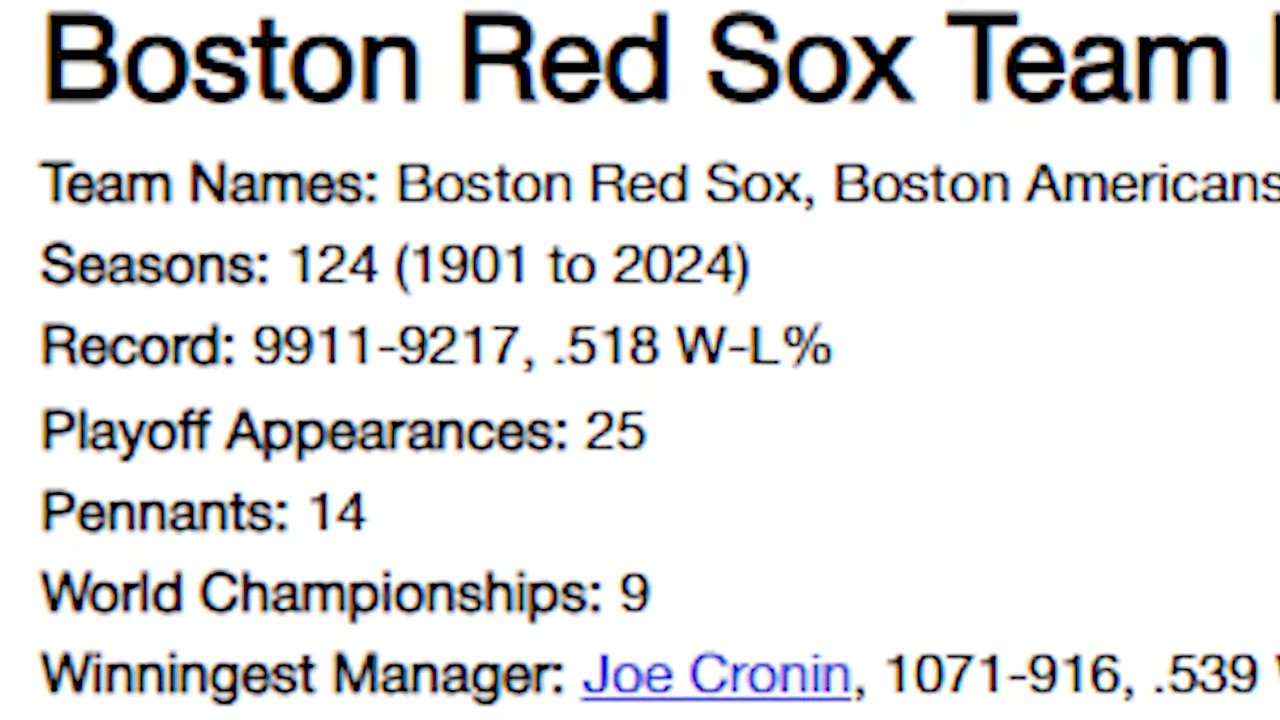 Boston Red Sox Team
Team Names: Boston Red Sox, Boston Americans
Seasons: 124 (1901 to 2024)
Record: 9911-9217, .518 W-L%
Playoff Appearances: 25
Pennants: 14
World Championships: 9
Winningest Manager: Joe Cronin, 1071-916, .539